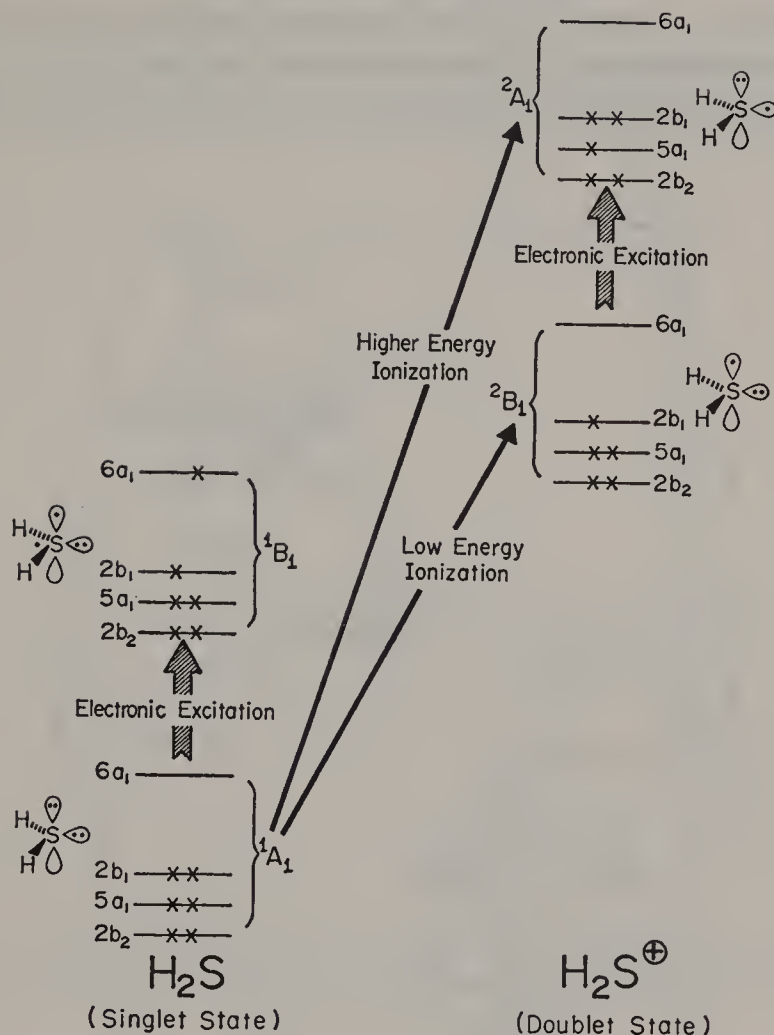 6a₁
²A₁
H
S
H
××
2b₁
×
5a₁
××
2b₂
Electronic Excitation
Higher Energy
Ionization
6a₁
²B₁
H
S
H
×
2b₁
××
5a₁
××
2b₂
6a₁
×
H
S
H
¹B₁
2b₁
×
5a₁
××
2b₂
××
Low Energy
Ionization
Electronic Excitation
6a₁
H
S
H
¹A₁
2b₁
××
5a₁
××
2b₂
××
H₂S
H₂S⊕
(Singlet State)
(Doublet State)